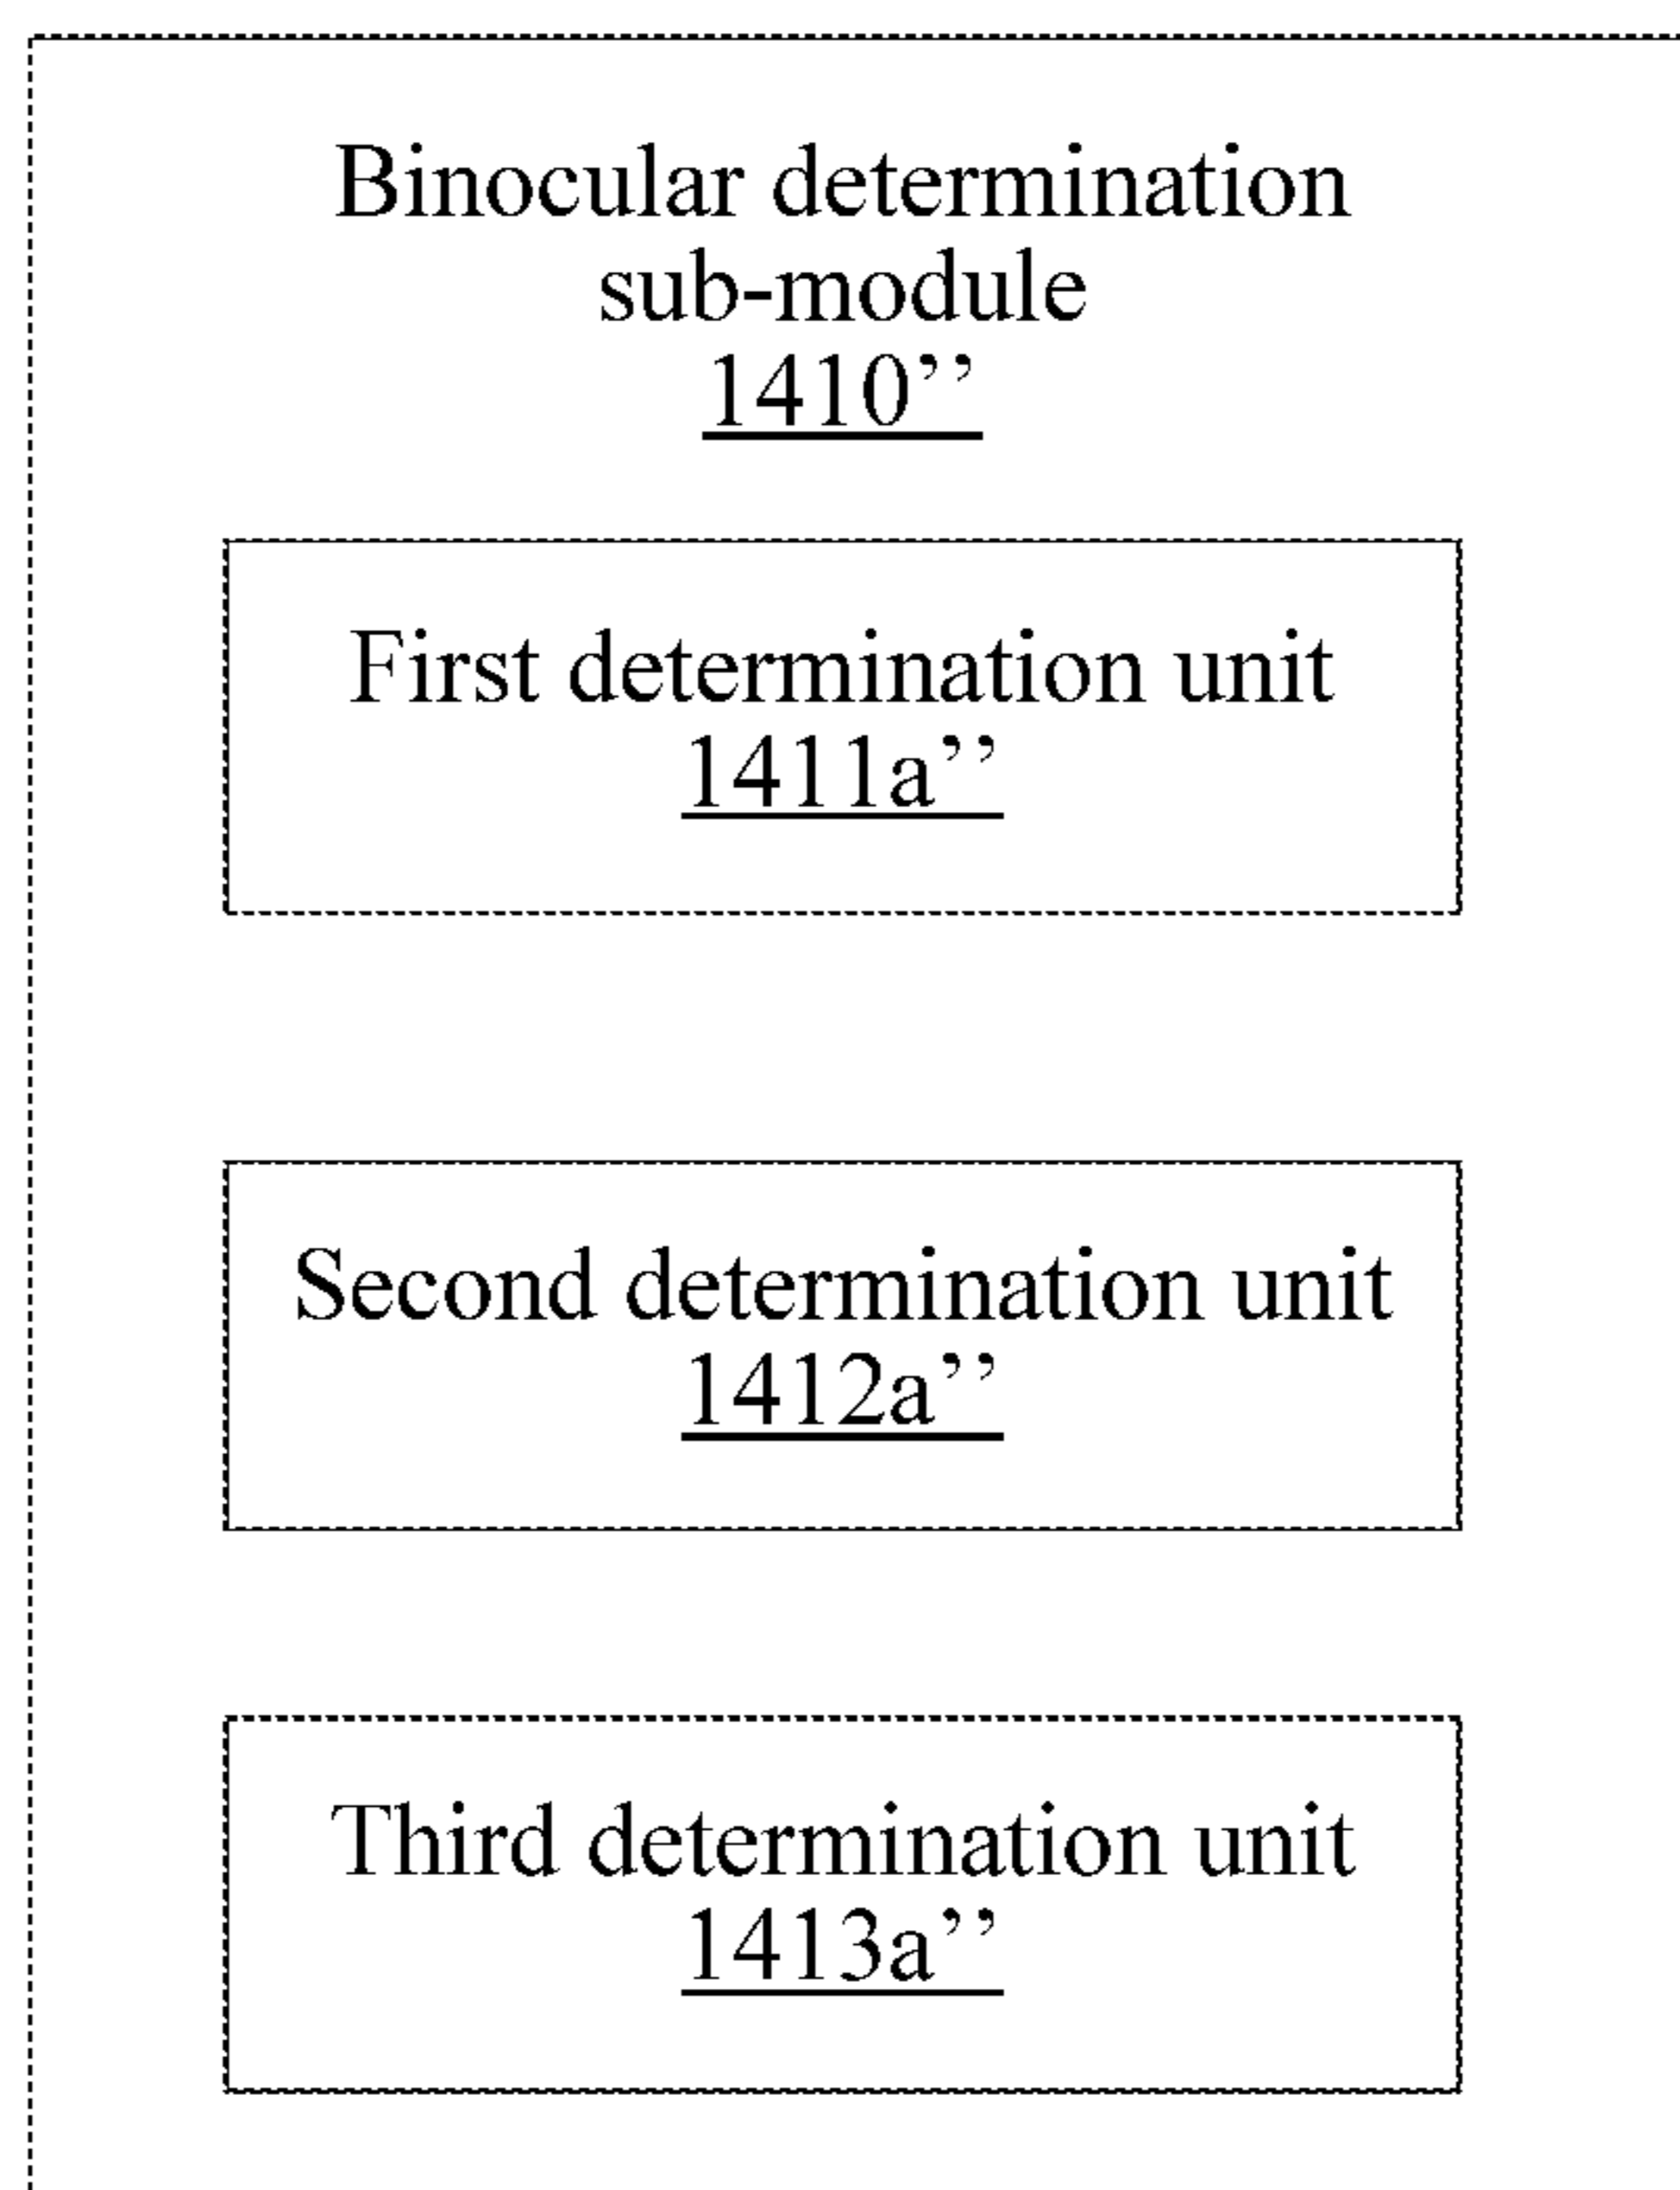 Binocular determination
sub-module
1410’’
First determination unit
1411a’’
Second determination unit
1412a’’
Third determination unit
1413a’’